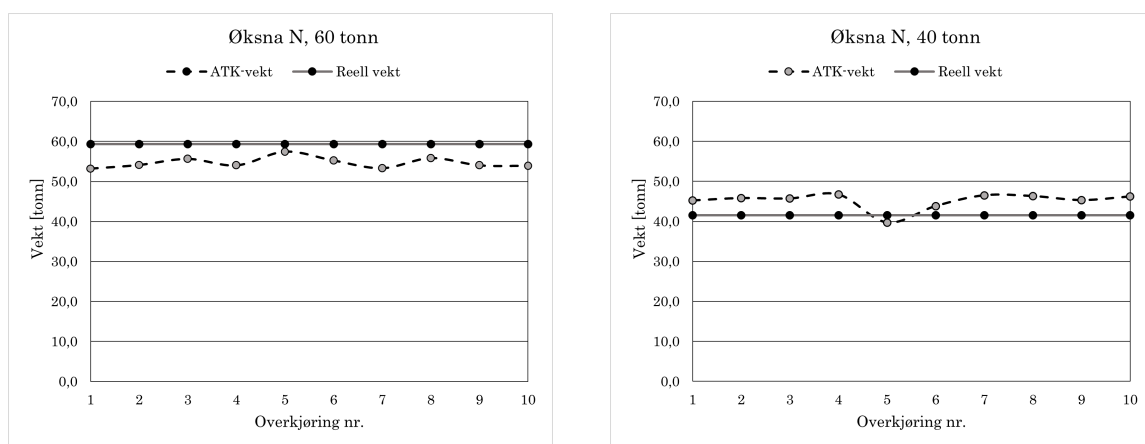 Øksna N, 60 tonn
ATK-vekt Reell vekt
70,0
60,0
50,0
40,0
30,0
20,0
10,0
0,0
Vekt [tonn]
1 2 3 4 5 6 7 8 9 10
Overkjøring nr.
Øksna N, 40 tonn
ATK-vekt Reell vekt
70,0
60,0
50,0
40,0
30,0
20,0
10,0
0,0
Vekt [tonn]
1 2 3 4 5 6 7 8 9 10
Overkjøring nr.